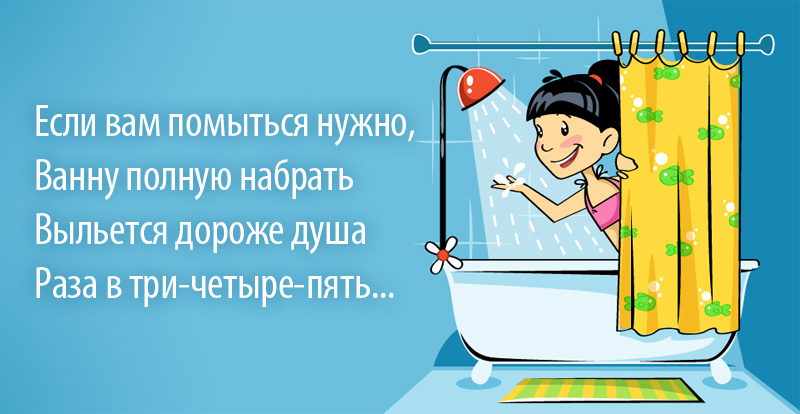 Если вам помыться нужно,
Ванну полную набрать
Выльется дороже душа
Раза в три-четыре-пять...